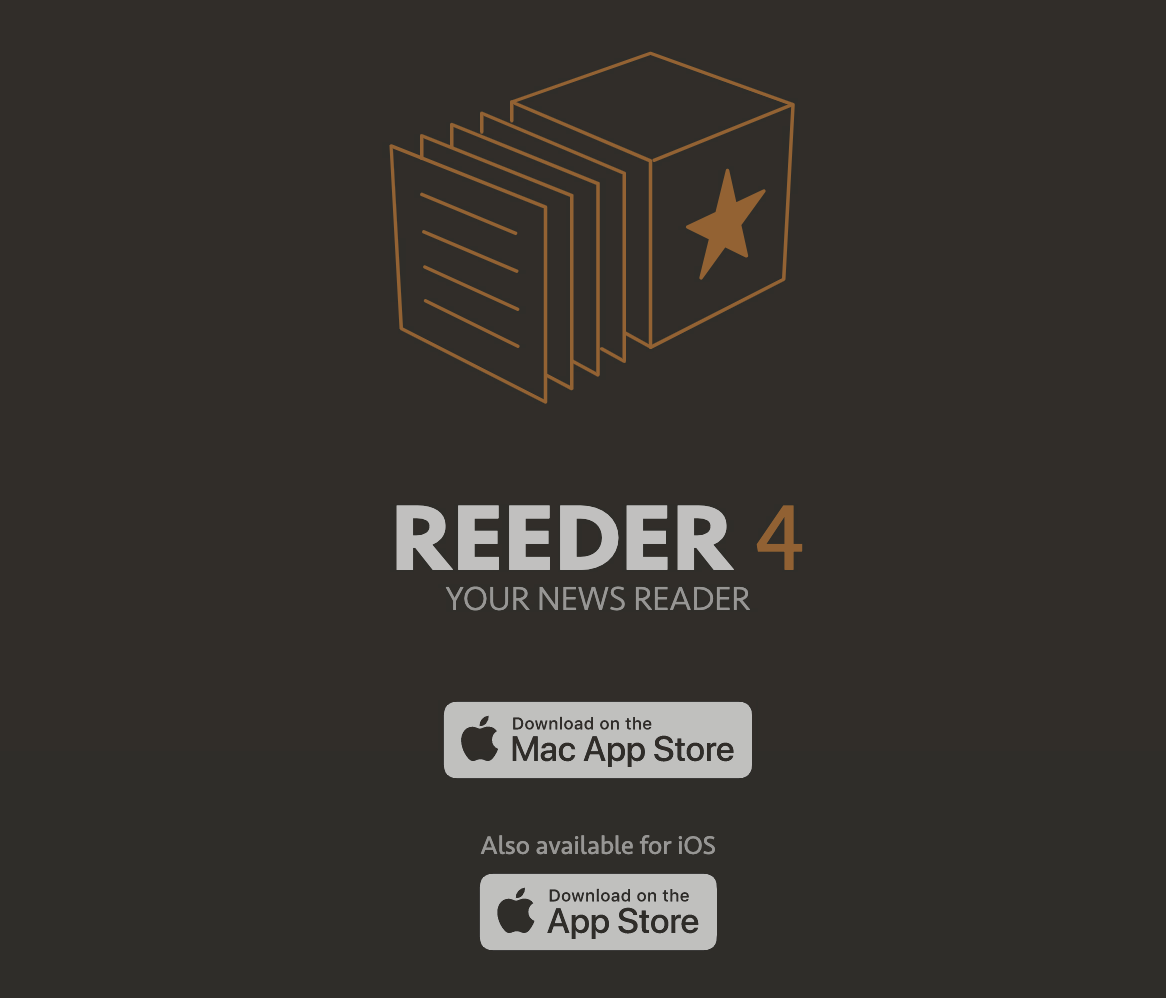 REEDER 4
YOUR NEWS READER
Download on the
Mac App Store
Also available for iOS
Download on the
App Store